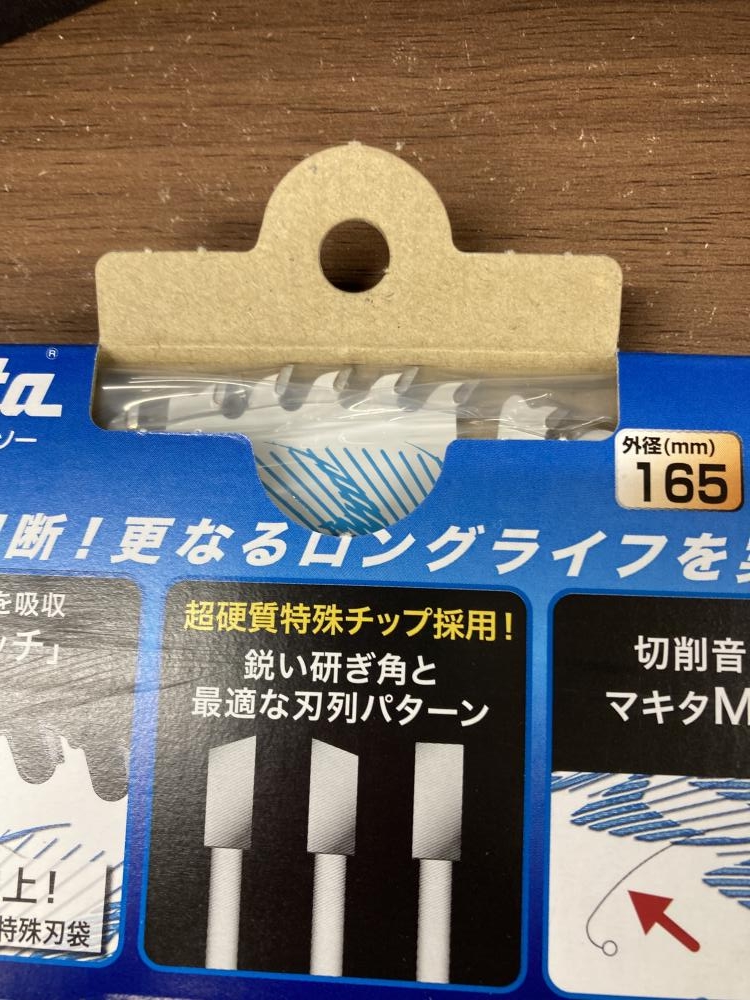 ta®
ソー
外径(mm)
165
断!更なるロングライフを実
を吸収
ッチ」
超硬質特殊チップ採用!
鋭い研ぎ角と
最適な刃列パターン
切削音
マキタM
上!
特殊刃袋